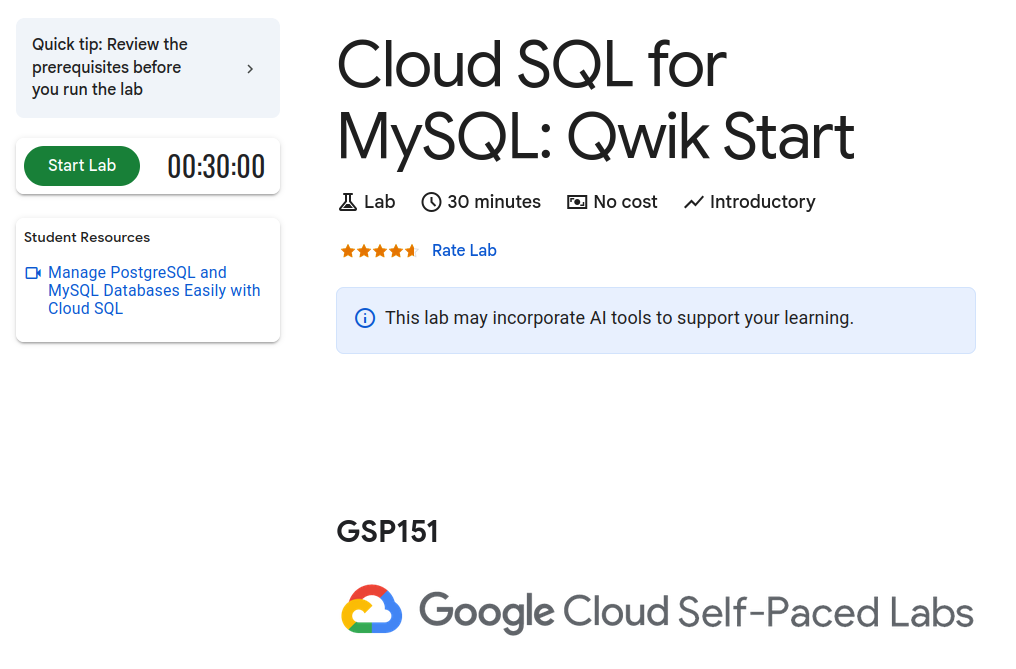 Quick tip: Review the
prerequisites before
you run the lab
Start Lab
00:30:00
Student Resources
Manage PostgreSQL and
MySQL Databases Easily with
Cloud SQL
Cloud SQL for
MySQL: Qwik Start
Lab 30 minutes No cost Introductory
Rate Lab
This lab may incorporate AI tools to support your learning.
GSP151
Google Cloud Self-Paced Labs